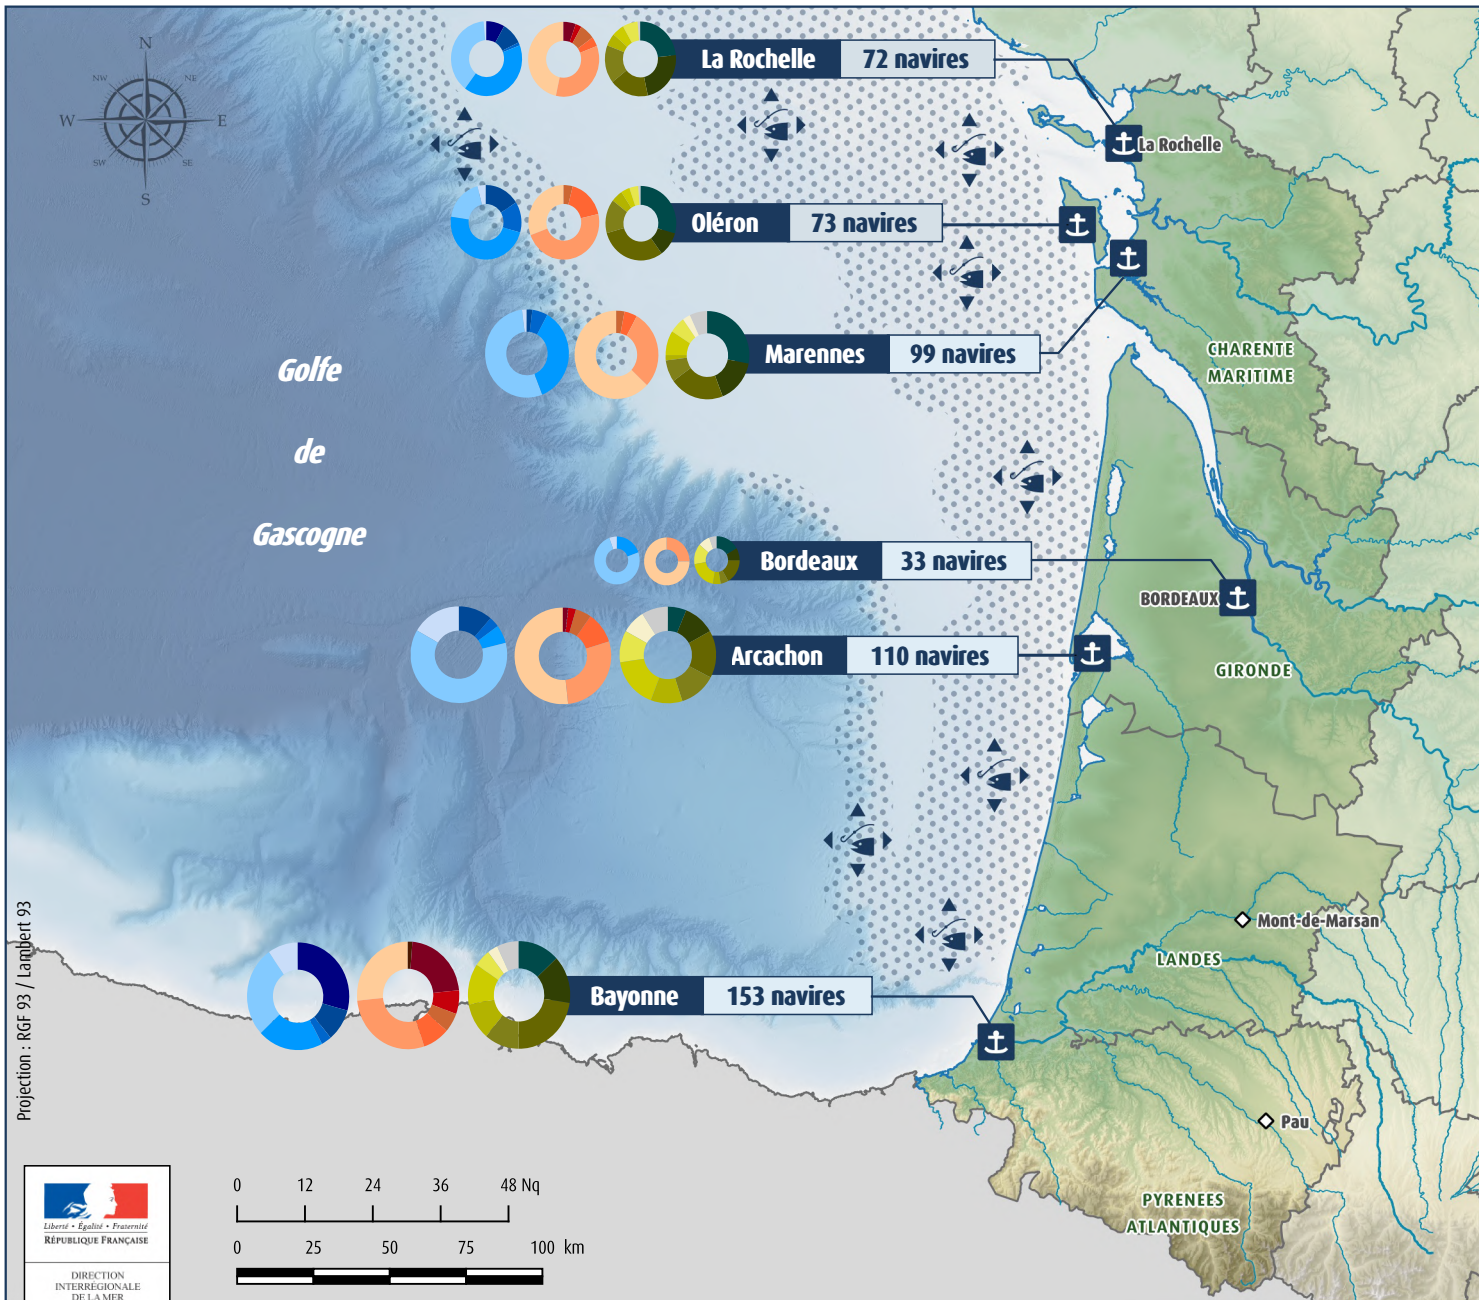 N
NW
NE
W
E
SW
SE
S
La Rochelle
72 navires
La Rochelle
Oléron
73 navires
Marennes
99 navires
CHARENTE
MARITIME
Golfe
de
Gascogne
Bordeaux
33 navires
BORDEAUX
Arcachon
110 navires
GIRONDE
Mont-de-Marsan
LANDES
Bayonne
153 navires
Pau
PYRENEES
ATLANTIQUES
Projection : RGF 93 / Lambert 93
0 12 24 36 48 Nq
0 25 50 75 100 km
Liberté • Égalité • Fraternité
RÉPUBLIQUE FRANÇAISE
DIRECTION
INTERRÉGIONALE
DE LA MER